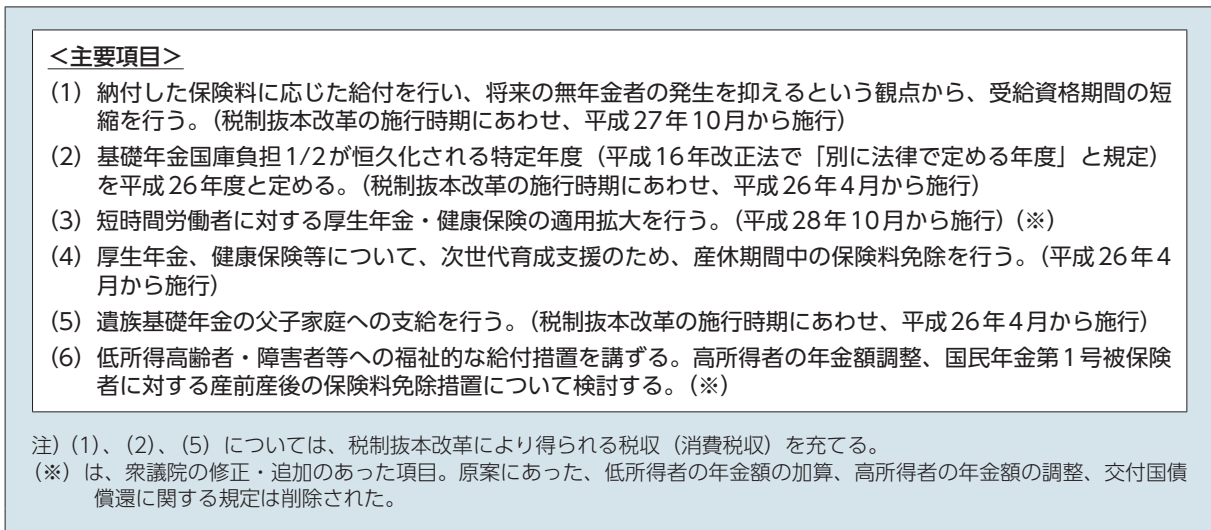 ＜主要項目＞
（1）納付した保険料に応じた給付を行い、将来の無年金者の発生を抑えるという観点から、受給資格期間の短
縮を行う。（税制抜本改革の施行時期にあわせ、平成27年10月から施行）
（2）基礎年金国庫負担1/2が恒久化される特定年度（平成16年改正法で「別に法律で定める年度」と規定）
を平成26年度と定める。（税制抜本改革の施行時期にあわせ、平成26年4月から施行）
（3）短時間労働者に対する厚生年金・健康保険の適用拡大を行う。（平成28年10月から施行）（※）
（4）厚生年金、健康保険等について、次世代育成支援のため、産休期間中の保険料免除を行う。（平成26年4
月から施行）
（5）遺族基礎年金の父子家庭への支給を行う。（税制抜本改革の施行時期にあわせ、平成26年4月から施行）
（6）低所得高齢者・障害者等への福祉的な給付措置を講ずる。高所得者の年金額調整、国民年金第1号被保険
者に対する産前産後の保険料免除措置について検討する。（※）
注）（1）、（2）、（5）については、税制抜本改革により得られる税収（消費税収）を充てる。
（※）は、衆議院の修正・追加のあった項目。原案にあった、低所得者の年金額の加算、高所得者の年金額の調整、交付国債
償還に関する規定は削除された。